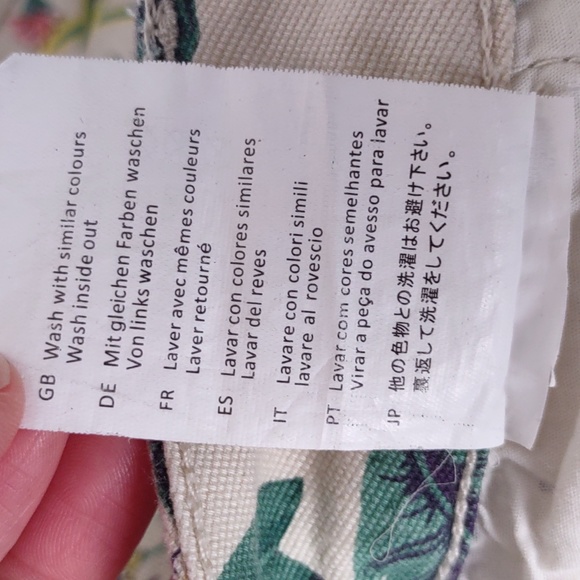 GB Wash with similar colours
Wash inside out
DE Mit gleichen Farben waschen
Von links waschen
FR Laver avec mêmes couleurs
Laver retourné
ES Lavar con colores similares
Lavar del reves
IT Lavare con colori simili
lavare al rovescio
PT Lavar com cores semelhantes
Virar a peça do avesso para lavar
JP 他の色物との洗濯はお避け下さい。
裏返して洗濯をしてください。